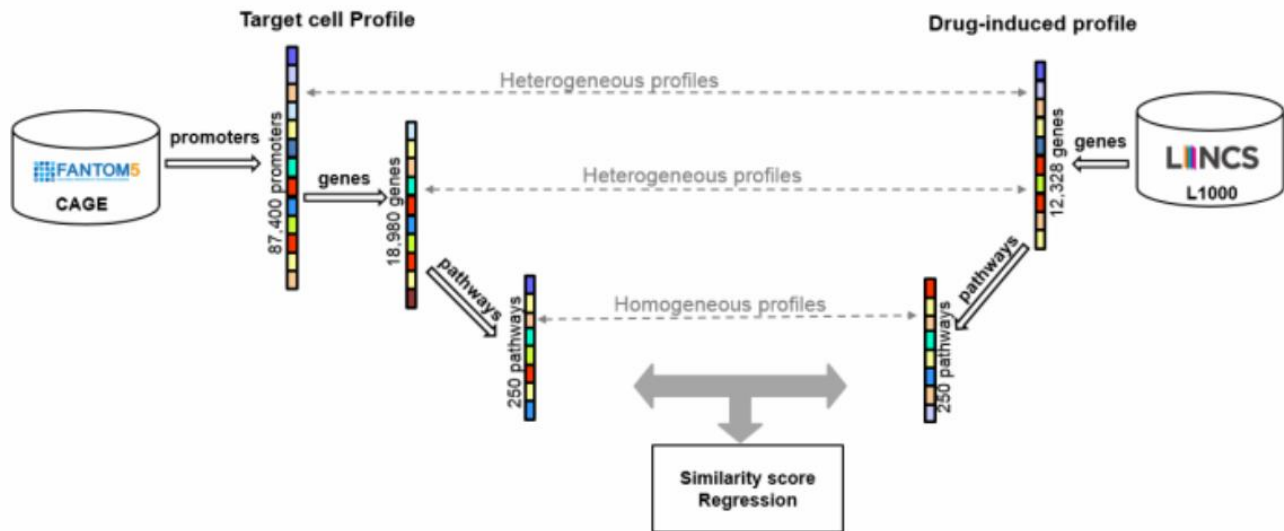 Target cell Profile
Drug-induced profile
Heterogeneous profiles
promoters
FANTOM5
CAGE
87,400 promoters
genes
18,980 genes
Heterogeneous profiles
12,328 genes
genes
LINCS
L1000
pathways
pathways
250 pathways
Homogeneous profiles
250 pathways
Similarity score
Regression